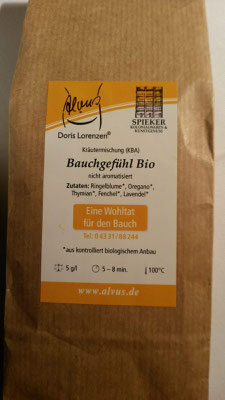 Alvus
SPIEKER
KOLONIALWAREN &
KUNSTGENUSS
Doris Lorenzen®
Kräutermischung (KBA)
Bauchgefühl Bio
nicht aromatisiert
Zutaten: Ringelblume*, Oregano*,
Thymian*, Fenchel*, Lavendel*
Eine Wohltat
für den Bauch
Tel: 0 43 31/ 88 244
*aus kontrolliert biologischem Anbau
5 g/l
5 – 8 min.
100°C
www.alvus.de